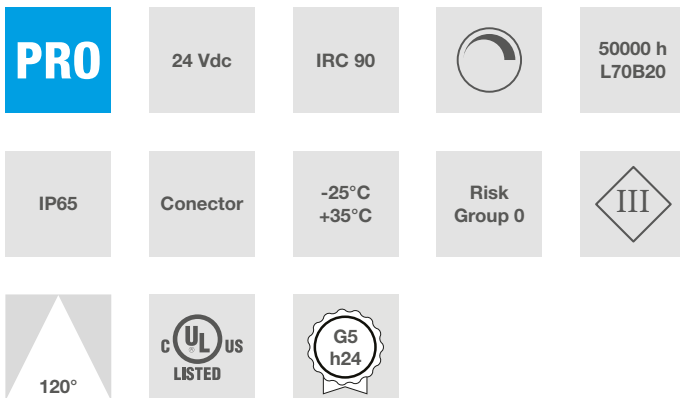 PRO
24 Vdc
IRC 90
50000 h
L70B20
IP65
Conector
-25°C
+35°C
Risk
Group 0
III
120°
C UL® US
LISTED
G5
h24